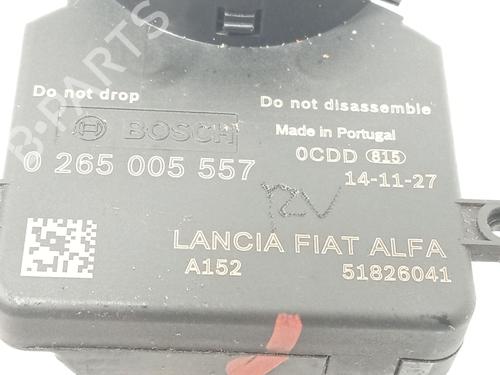 Do not drop
Do not disassemble
BOSCH
Made in Portugal
0 265 005 557
0CDD 815
14-11-27
LANCIA FIAT ALFA
A152
51826041
B-PARTS